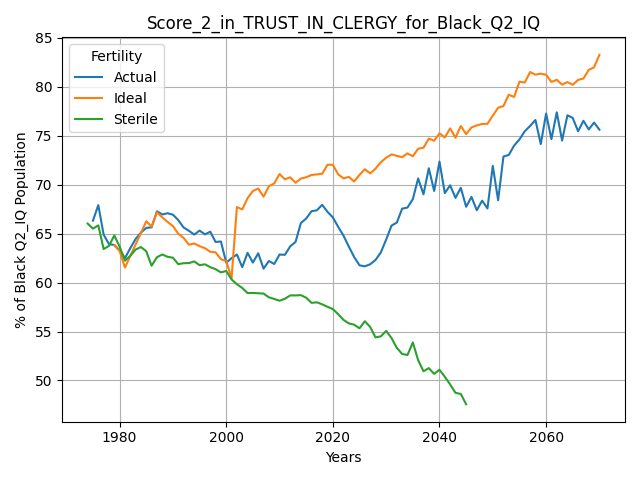 Score_2_in_TRUST_IN_CLERGY_for_Black_Q2_IQ
85
80
75
70
65
60
55
50
% of Black Q2_IQ Population
Fertility
Actual
Ideal
Sterile
1980 2000 2020 2040 2060
Years